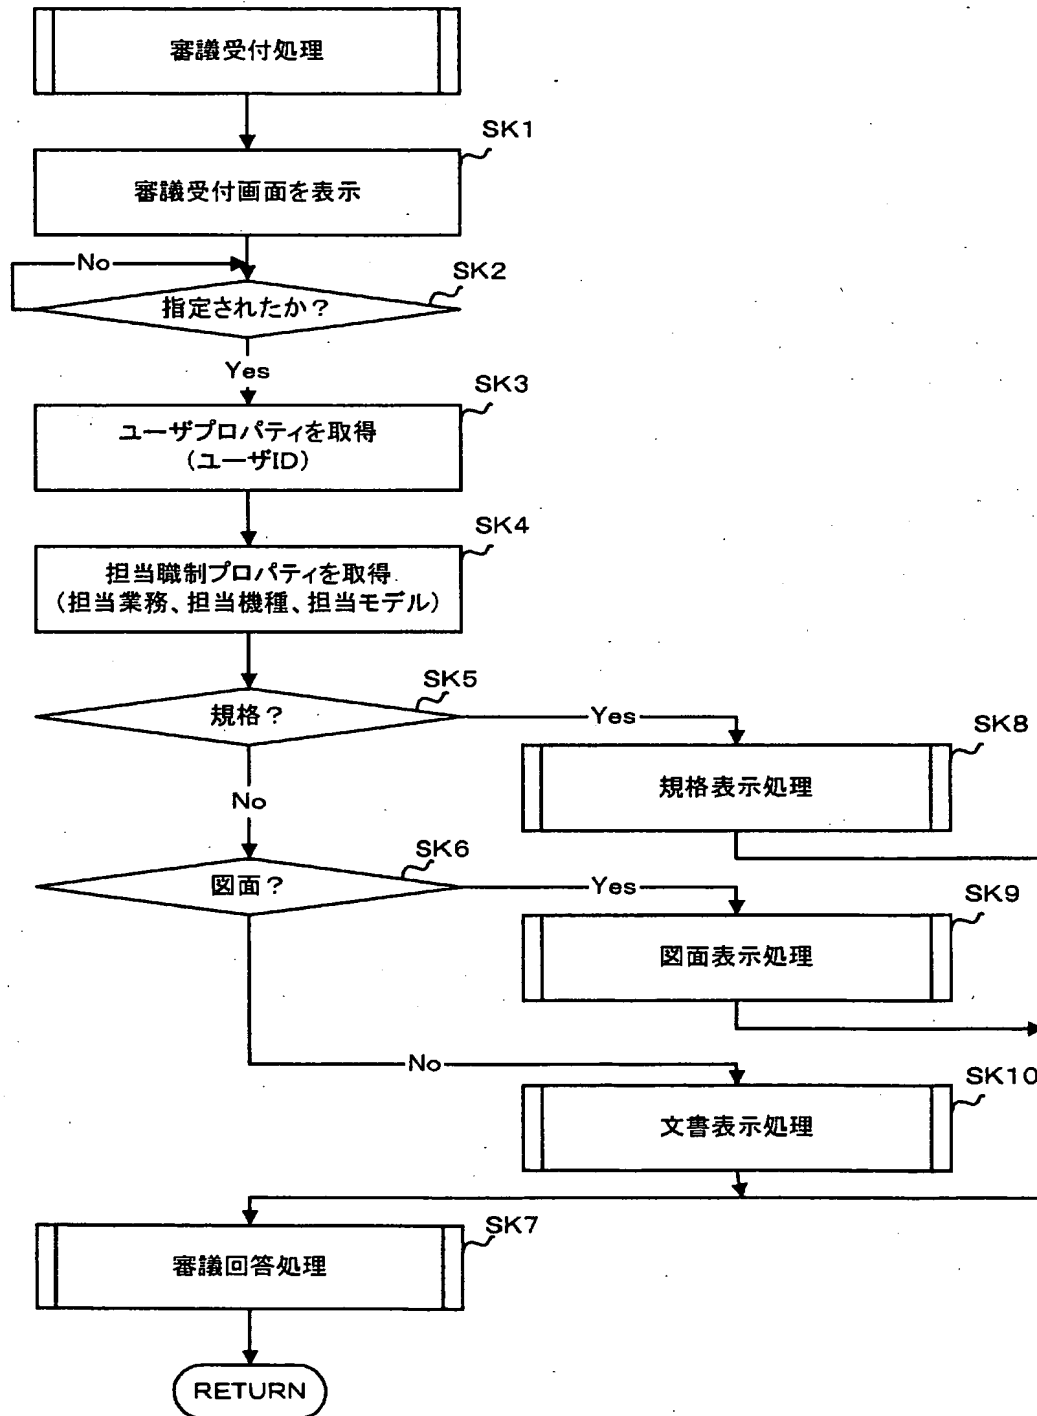 審議受付処理
SK1
審議受付画面を表示
No
SK2
指定されたか?
Yes
SK3
ユーザプロパティを取得
(ユーザID)
SK4
担当職制プロパティを取得
(担当業務、担当機種、担当モデル)
SK5
規格?
Yes
SK8
規格表示処理
No
SK6
図面?
Yes
SK9
図面表示処理
No
SK10
文書表示処理
SK7
審議回答処理
RETURN